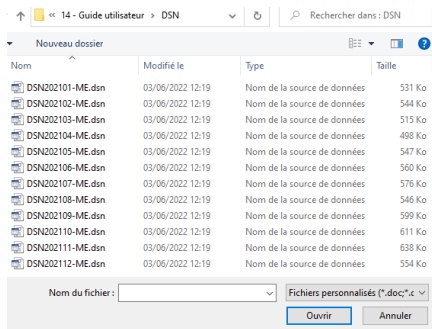 « 14 - Guide utilisateur > DSN Rechercher dans : DSN
Nouveau dossier
Nom Modifié le Type Taille
DSN202101-ME.dsn 03/06/2022 12:19 Nom de la source de données 531 Ko
DSN202102-ME.dsn 03/06/2022 12:19 Nom de la source de données 544 Ko
DSN202103-ME.dsn 03/06/2022 12:19 Nom de la source de données 515 Ko
DSN202104-ME.dsn 03/06/2022 12:19 Nom de la source de données 498 Ko
DSN202105-ME.dsn 03/06/2022 12:19 Nom de la source de données 547 Ko
DSN202106-ME.dsn 03/06/2022 12:19 Nom de la source de données 560 Ko
DSN202107-ME.dsn 03/06/2022 12:19 Nom de la source de données 576 Ko
DSN202108-ME.dsn 03/06/2022 12:19 Nom de la source de données 546 Ko
DSN202109-ME.dsn 03/06/2022 12:19 Nom de la source de données 599 Ko
DSN202110-ME.dsn 03/06/2022 12:19 Nom de la source de données 611 Ko
DSN202111-ME.dsn 03/06/2022 12:19 Nom de la source de données 638 Ko
DSN202112-ME.dsn 03/06/2022 12:19 Nom de la source de données 554 Ko
Nom du fichier : Fichiers personnalisés (*.doc;*.c
Ouvrir Annuler